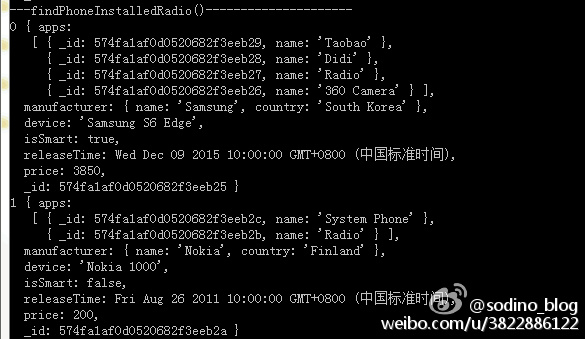 ---findPhoneInstalledRadio()---------------------
0 { apps:
[ { _id: 574fa1af0d0520682f3eeb29, name: 'Taobao' },
{ _id: 574fa1af0d0520682f3eeb28, name: 'Didi' },
{ _id: 574fa1af0d0520682f3eeb27, name: 'Radio' },
{ _id: 574fa1af0d0520682f3eeb26, name: '360 Camera' } ],
manufacturer: { name: 'Samsung', country: 'South Korea' },
device: 'Samsung S6 Edge',
isSmart: true,
releaseTime: Wed Dec 09 2015 10:00:00 GMT+0800 (中国标准时间),
price: 3850,
_id: 574fa1af0d0520682f3eeb25 }
1 { apps:
[ { _id: 574fa1af0d0520682f3eeb2c, name: 'System Phone' },
{ _id: 574fa1af0d0520682f3eeb2b, name: 'Radio' } ],
manufacturer: { name: 'Nokia', country: 'Finland' },
device: 'Nokia 1000',
isSmart: false,
releaseTime: Fri Aug 26 2011 10:00:00 GMT+0800 (中国标准时间),
price: 200,
_id: 574fa1af0d0520682f3eeb2a }
@sodino_blog
weibo.com/u/3822886122